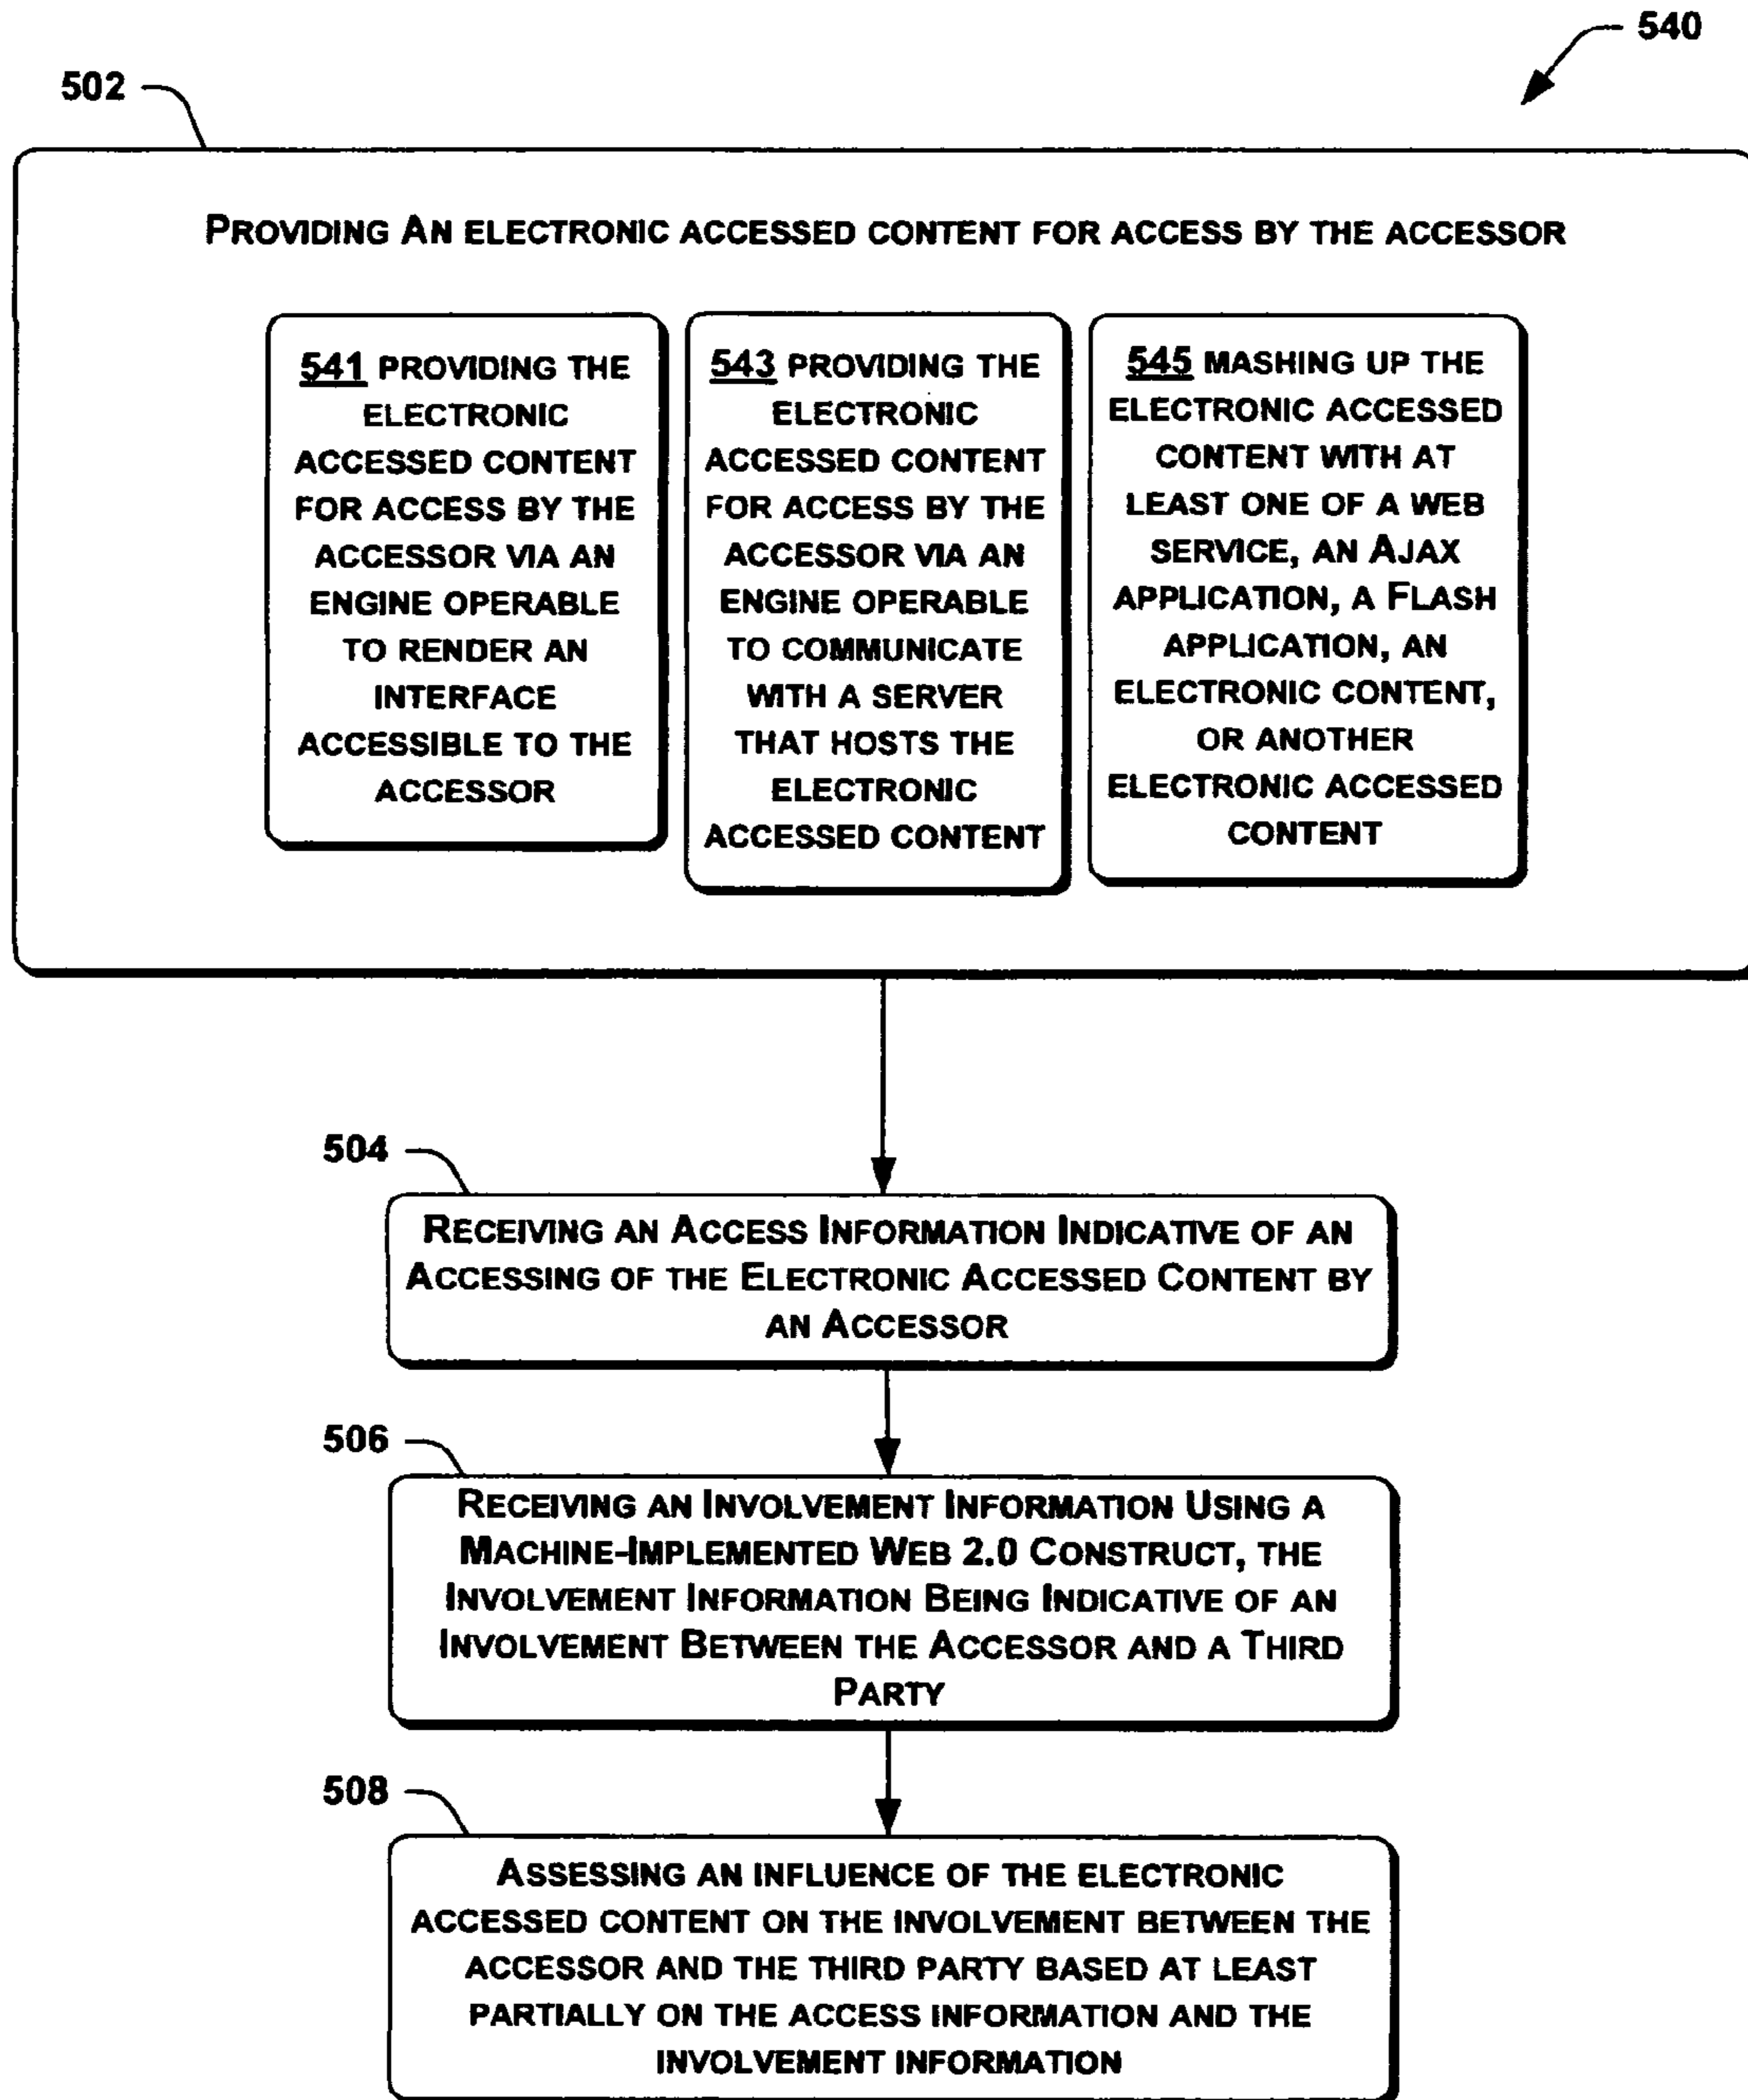 540
502
PROVIDING AN ELECTRONIC ACCESSED CONTENT FOR ACCESS BY THE ACCESSOR
541 PROVIDING THE
ELECTRONIC
ACCESSED CONTENT
FOR ACCESS BY THE
ACCESSOR VIA AN
ENGINE OPERABLE
TO RENDER AN
INTERFACE
ACCESSIBLE TO THE
ACCESSOR
543 PROVIDING THE
ELECTRONIC
ACCESSED CONTENT
FOR ACCESS BY THE
ACCESSOR VIA AN
ENGINE OPERABLE
TO COMMUNICATE
WITH A SERVER
THAT HOSTS THE
ELECTRONIC
ACCESSED CONTENT
545 MASHING UP THE
ELECTRONIC ACCESSED
CONTENT WITH AT
LEAST ONE OF A WEB
SERVICE, AN AJAX
APPLICATION, A FLASH
APPLICATION, AN
ELECTRONIC CONTENT,
OR ANOTHER
ELECTRONIC ACCESSED
CONTENT
504
RECEIVING AN ACCESS INFORMATION INDICATIVE OF AN
ACCESSING OF THE ELECTRONIC ACCESSED CONTENT BY
AN ACCESSOR
506
RECEIVING AN INVOLVEMENT INFORMATION USING A
MACHINE-IMPLEMENTED WEB 2.0 CONSTRUCT, THE
INVOLVEMENT INFORMATION BEING INDICATIVE OF AN
INVOLVEMENT BETWEEN THE ACCESSOR AND A THIRD
PARTY
508
ASSESSING AN INFLUENCE OF THE ELECTRONIC
ACCESSED CONTENT ON THE INVOLVEMENT BETWEEN THE
ACCESSOR AND THE THIRD PARTY BASED AT LEAST
PARTIALLY ON THE ACCESS INFORMATION AND THE
INVOLVEMENT INFORMATION